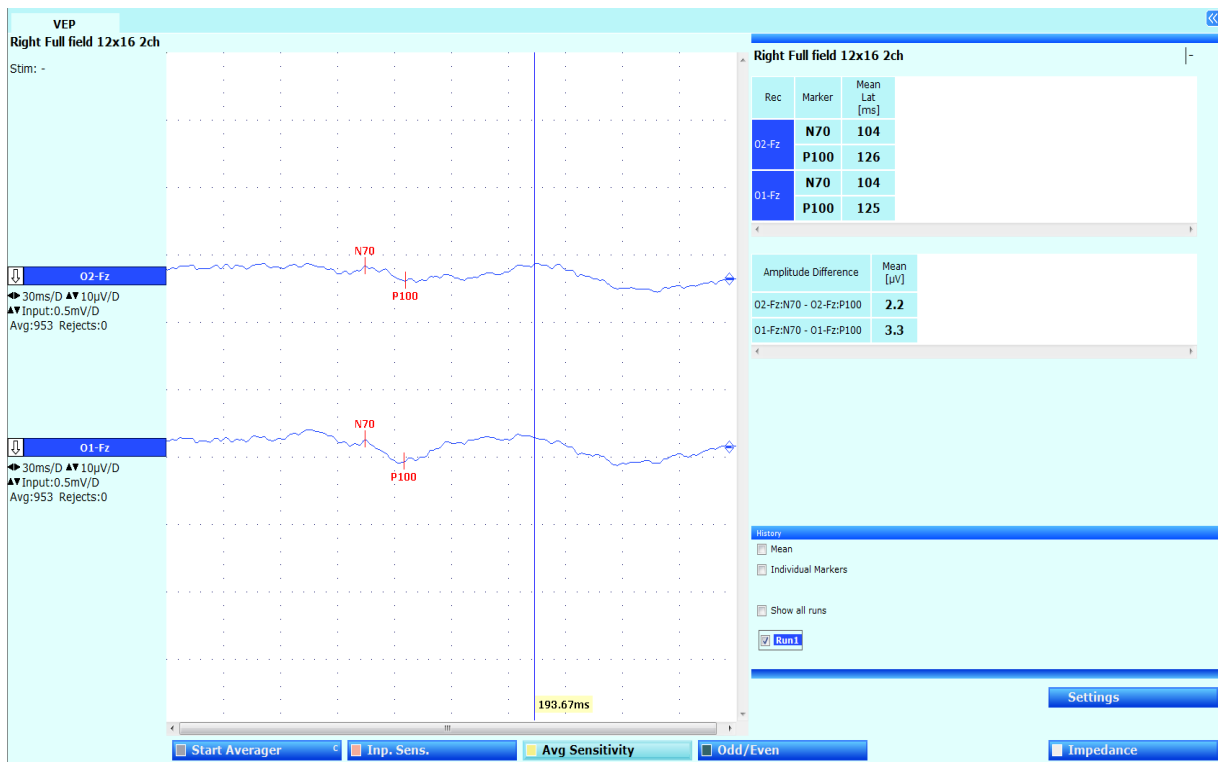 VEP
Right Full field 12x16 2ch
Stim: -
N70
P100
O2-Fz
30ms/D 10µV/D
Input:0.5mV/D
Avg:953 Rejects:0
N70
P100
O1-Fz
30ms/D 10µV/D
Input:0.5mV/D
Avg:953 Rejects:0
193.67ms
Right Full field 12x16 2ch -
Rec Marker Mean Lat [ms]
O2-Fz N70 104
P100 126
O1-Fz N70 104
P100 125
Amplitude Difference Mean [µV]
O2-Fz:N70 - O2-Fz:P100 2.2
O1-Fz:N70 - O1-Fz:P100 3.3
History
Mean
Individual Markers
Show all runs
Run1
Settings
Start Averager C Inp. Sens. Avg Sensitivity Odd/Even Impedance